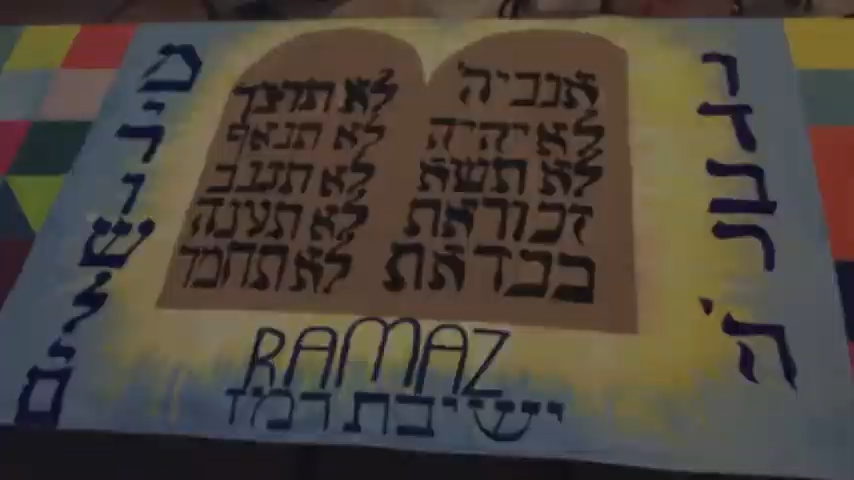 ודבר ה'
אנכי ה'
לא יהיה
לא תשא
זכור את
כבד את
לא תרצח
לא תנאף
לא תגנב
לא תענה
לא תחמד
מירושלים
RAMAZ
ישיבת רמז